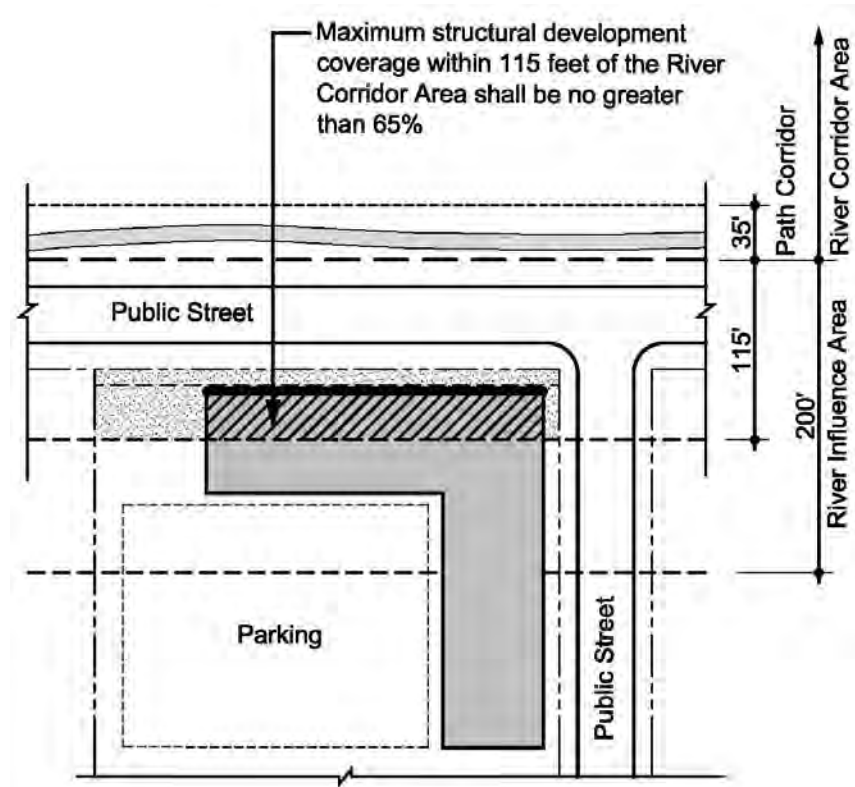 Maximum structural development
coverage within 115 feet of the River
Corridor Area shall be no greater
than 65%
Path Corridor
River Corridor Area
35'
Public Street
115'
200'
River Influence Area
Parking
Public Street